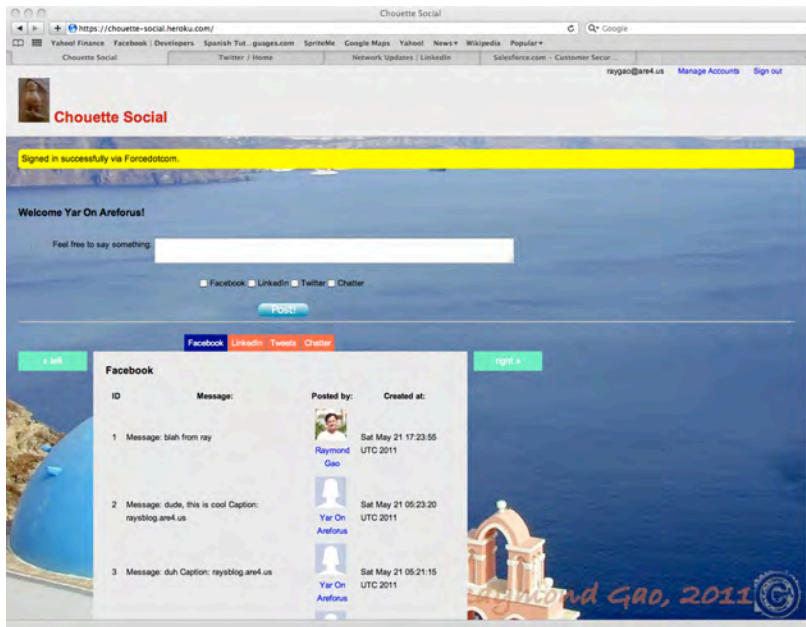 Chouette Social
https://chouette-social.heroku.com/
Google
Yahoo! Finance Facebook | Developers Spanish Tut...guages.com SpriteMe Google Maps Yahoo! News Wikipedia Popular
Chouette Social Twitter / Home Network Updates | LinkedIn Salesforce.com - Customer Secur...
raygao@are4.us Manage Accounts Sign out
Chouette Social
Signed in successfully via Forcedotcom.
Welcome Yar On Areforus!
Feel free to say something:
Facebook LinkedIn Twitter Chatter
Post!
Facebook LinkedIn Tweets Chatter
« left right »
Facebook
ID Message: Posted by: Created at:
1 Message: blah from ray Raymond Gao Sat May 21 17:23:55
UTC 2011
2 Message: dude, this is cool Caption:
raysblog.are4.us Yar On Areforus Sat May 21 05:23:20
UTC 2011
3 Message: duh Caption: raysblog.are4.us Yar On Areforus Sat May 21 05:21:15
UTC 2011
aymond Gao, 2011 ©